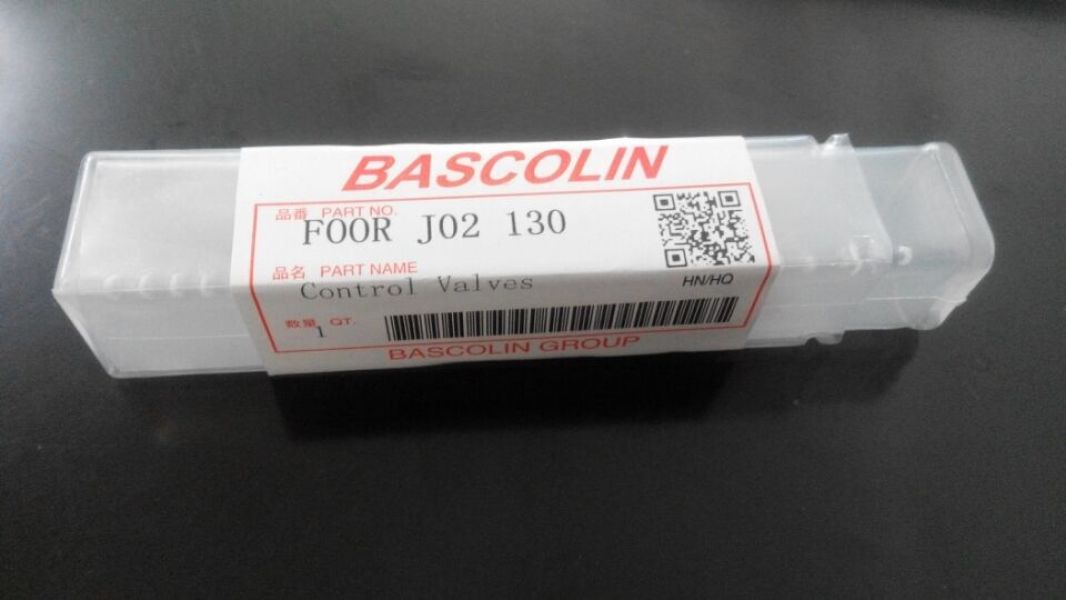 BASCOLIN
品番 PART NO.
FOOR J02 130
品名 PART NAME
Control Valves
HN/HQ
数量 QT.
1
BASCOLIN GROUP